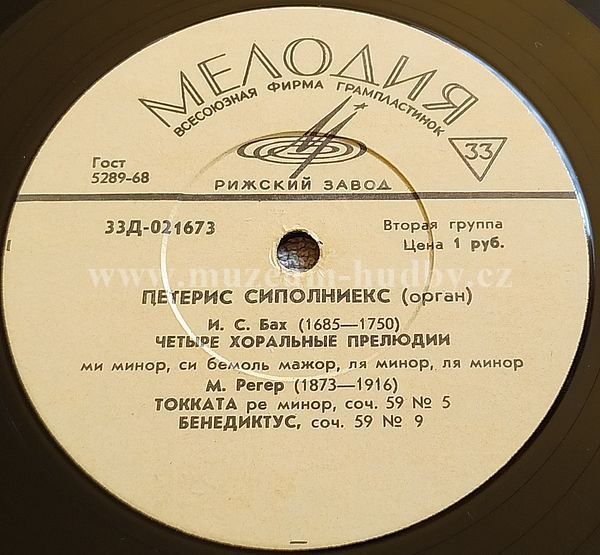 МЕЛОДИЯ
ВСЕСОЮЗНАЯ ФИРМА ГРАМПЛАСТИНОК
33
Гост
5289-68
РИЖСКИЙ ЗАВОД
33Д-021673
Вторая группа
Цена 1 руб.
www.muzeum-hudby.cz
ПЕТЕРИС СИПОЛНИЕКС (орган)
И. С. Бах (1685—1750)
ЧЕТЫРЕ ХОРАЛЬНЫЕ ПРЕЛЮДИИ
ми минор, си бемоль мажор, ля минор, ля минор
М. Регер (1873—1916)
ТОККАТА ре минор, соч. 59 № 5
БЕНЕДИКТУС, соч. 59 № 9